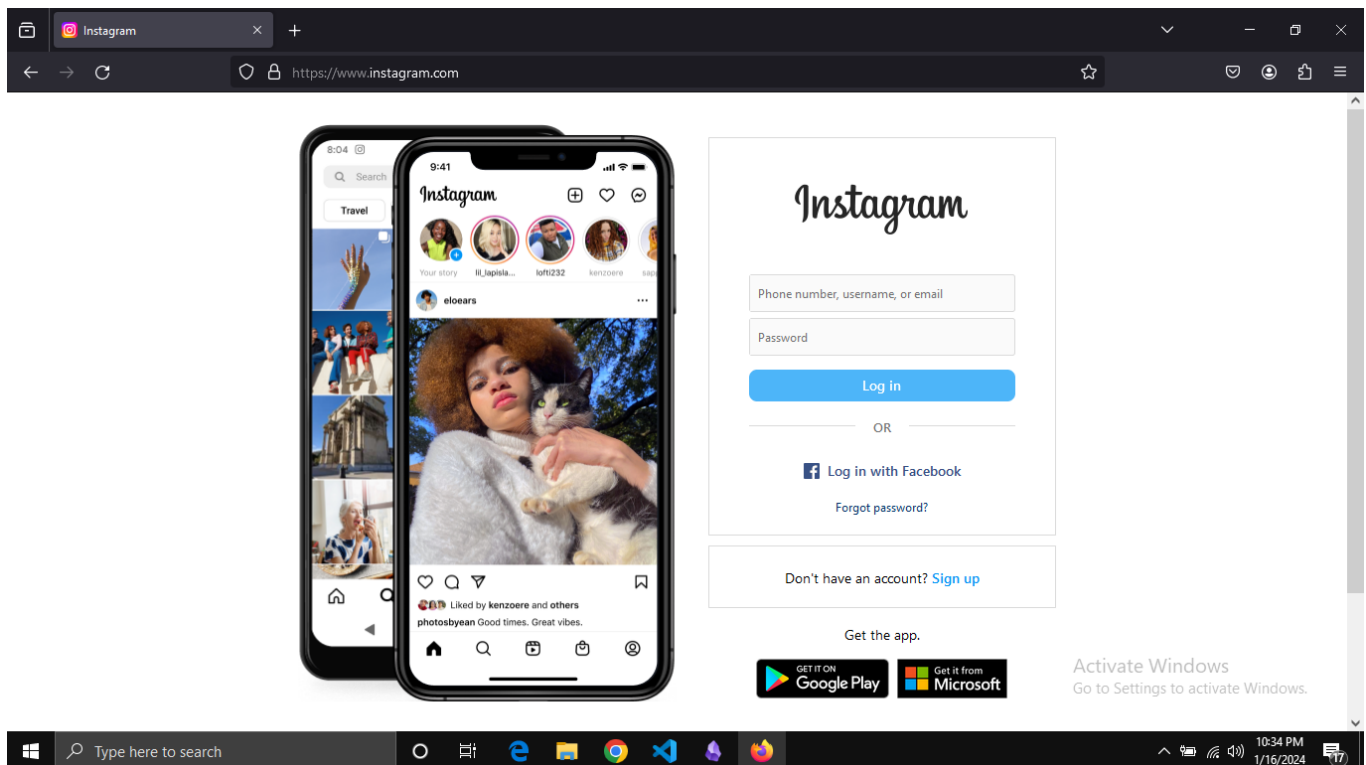 Instagram
https://www.instagram.com
8:04
Search
Travel
9:41
Instagram
Your story lil_lapisla... lofti232 kenzoere sap
eloears
Liked by kenzoere and others
photosbyean Good times. Great vibes.
Instagram
Phone number, username, or email
Password
Log in
OR
Log in with Facebook
Forgot password?
Don't have an account? Sign up
Get the app.
GET IT ON
Google Play
Get it from
Microsoft
Activate Windows
Go to Settings to activate Windows.
Type here to search
10:34 PM
1/16/2024
17